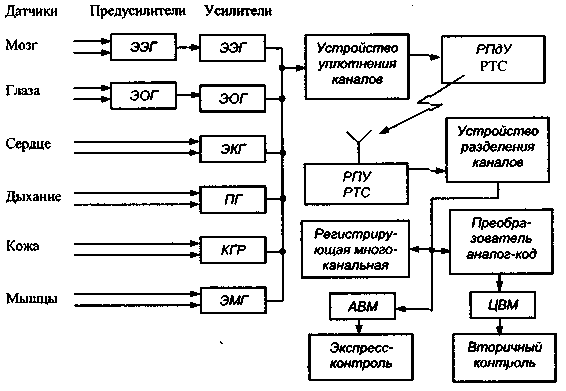 Датчики Предусилители Усилители
Мозг
ЭЭГ
ЭЭГ
Глаза
ЭОГ
ЭОГ
Сердце
ЭКГ
Дыхание
ПГ
Кожа
КГР
Мышцы
ЭМГ
Устройство
уплотнения
каналов
РПдУ
РТС
РПУ
РТС
Устройство
разделения
каналов
Регистриру-
ющая много-
канальная
Преобра-
зователь
аналог-код
АВМ
ЦВМ
Экспресс-
контроль
Вторичный
контроль